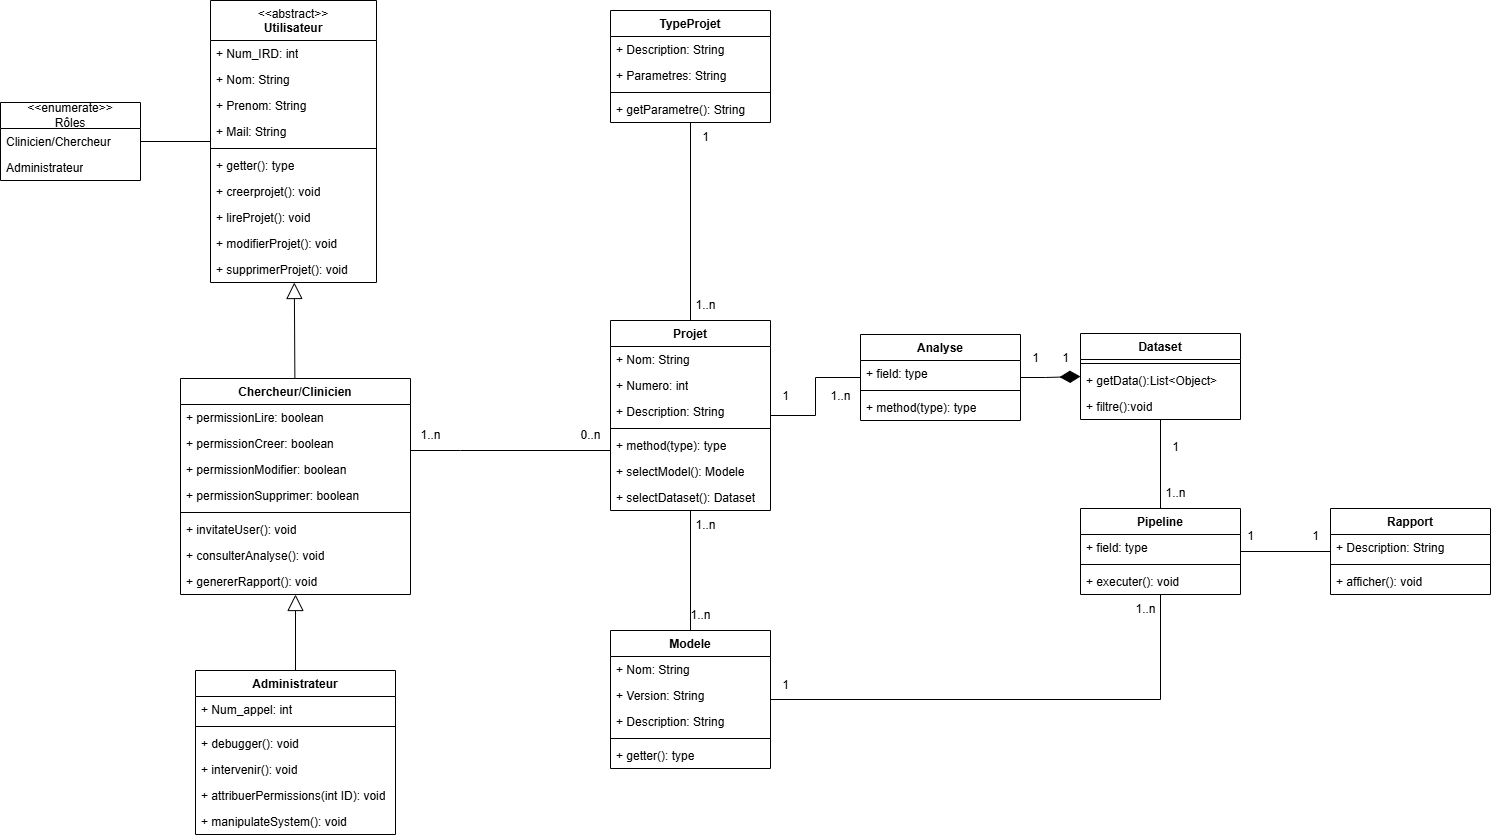 <<abstract>>
Utilisateur
+ Num_IRD: int
+ Nom: String
+ Prenom: String
+ Mail: String
+ getter(): type
+ creerprojet(): void
+ lireProjet(): void
+ modifierProjet(): void
+ supprimerProjet(): void
<<enumerate>>
Rôles
Clinicien/Chercheur
Administrateur
TypeProjet
+ Description: String
+ Parametres: String
+ getParametre(): String
1
1..n
Chercheur/Clinicien
+ permissionLire: boolean
+ permissionCreer: boolean
+ permissionModifier: boolean
+ permissionSupprimer: boolean
+ invitateUser(): void
+ consulterAnalyse(): void
+ genererRapport(): void
1..n
0..n
Projet
+ Nom: String
+ Numero: int
+ Description: String
+ method(type): type
+ selectModel(): Modele
+ selectDataset(): Dataset
1
1..n
Analyse
+ field: type
+ method(type): type
1
1
Dataset
+ getData():List<Object>
+ filtre():void
1
1..n
Pipeline
+ field: type
+ executer(): void
1
1
Rapport
+ Description: String
+ afficher(): void
1..n
1..n
1..n
Modele
+ Nom: String
+ Version: String
+ Description: String
+ getter(): type
1
Administrateur
+ Num_appel: int
+ debugger(): void
+ intervenir(): void
+ attribuerPermissions(int ID): void
+ manipulateSystem(): void